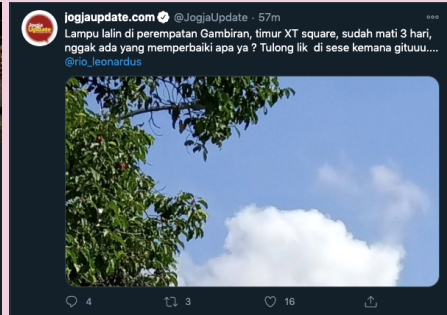 jogjaupdate.com @JogjaUpdate · 57m
Lampu lalin di perempatan Gambiran, timur XT square, sudah mati 3 hari,
nggak ada yang memperbaiki apa ya ? Tulong lik di sese kemana gituuu....
@rio_leonardus
4 3 16